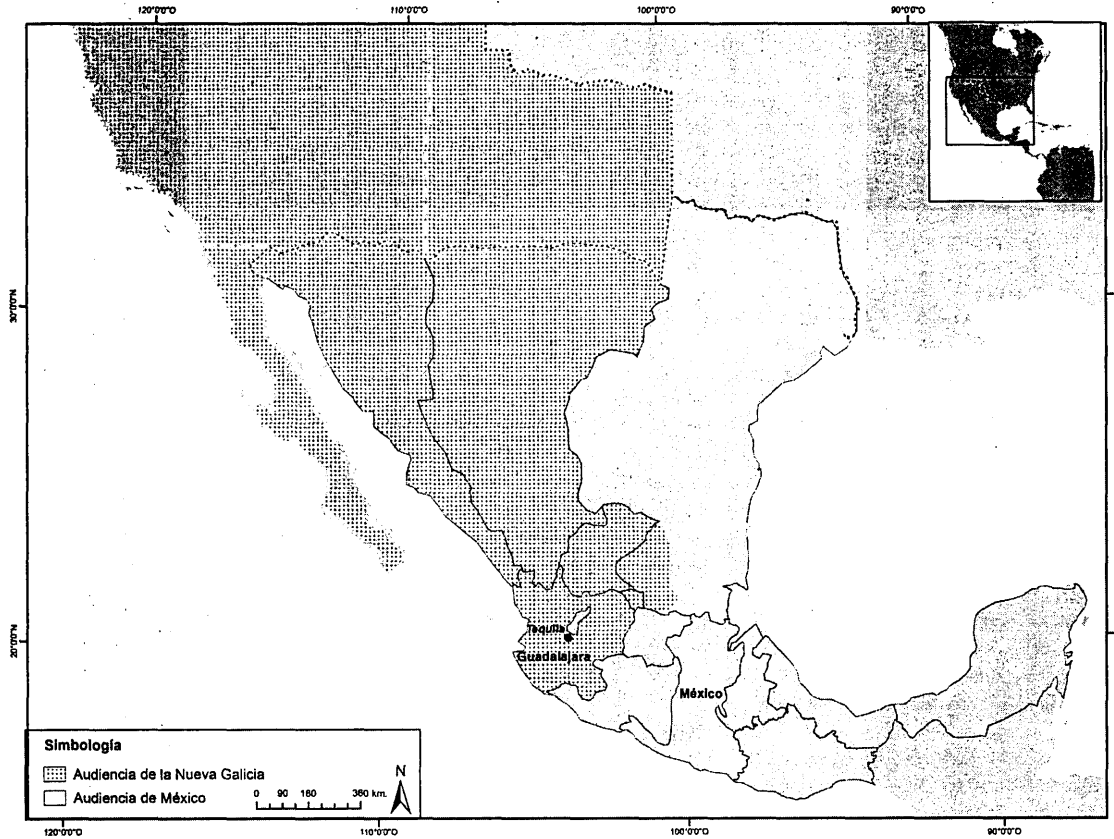 120°0'0"O 110°0'0"O 100°0'0"O 90°0'0"O
30°0'0"N
20°0'0"N
Tequila
Guadalajara
México
Simbología
Audiencia de la Nueva Galicia
Audiencia de México
0 90 180 360 km.
N
120°0'0"O 110°0'0"O 100°0'0"O 90°0'0"O